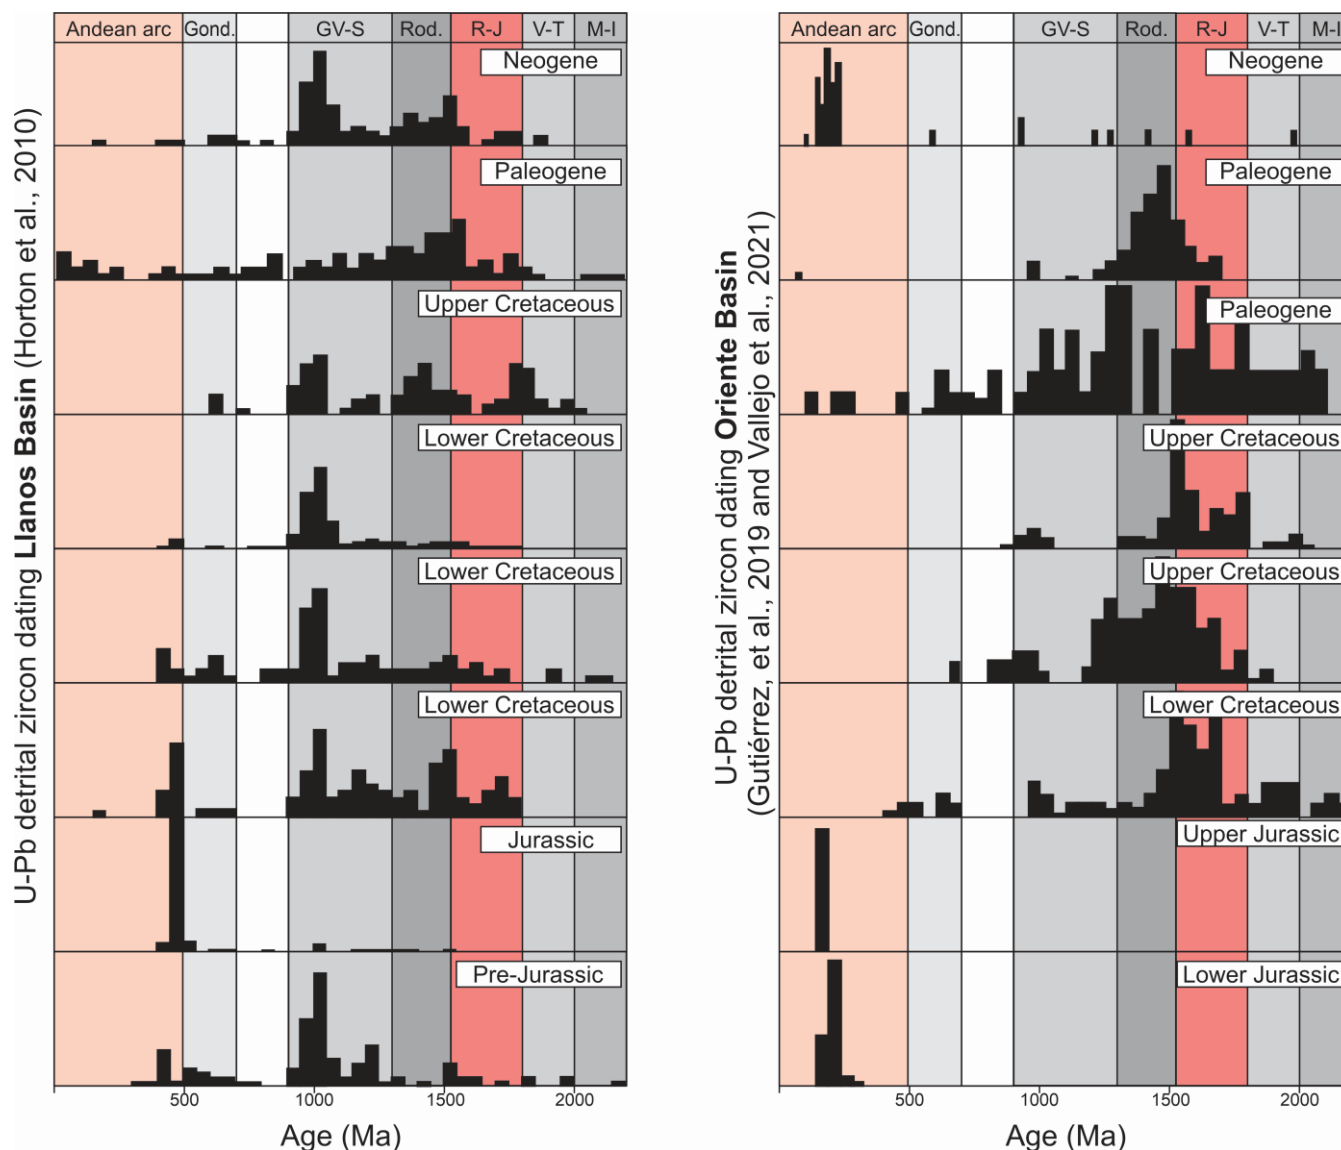 Andean arc Gond. GV-S Rod. R-J V-T M-I
Neogene
Paleogene
Upper Cretaceous
Lower Cretaceous
Lower Cretaceous
Lower Cretaceous
Jurassic
Pre-Jurassic
500 1000 1500 2000
Age (Ma)
U-Pb detrital zircon dating Llanos Basin (Horton et al., 2010)
Andean arc Gond. GV-S Rod. R-J V-T M-I
Neogene
Paleogene
Paleogene
Upper Cretaceous
Upper Cretaceous
Lower Cretaceous
Upper Jurassic
Lower Jurassic
500 1000 1500 2000
Age (Ma)
U-Pb detrital zircon dating Oriente Basin
(Gutiérrez, et al., 2019 and Vallejo et al., 2021)